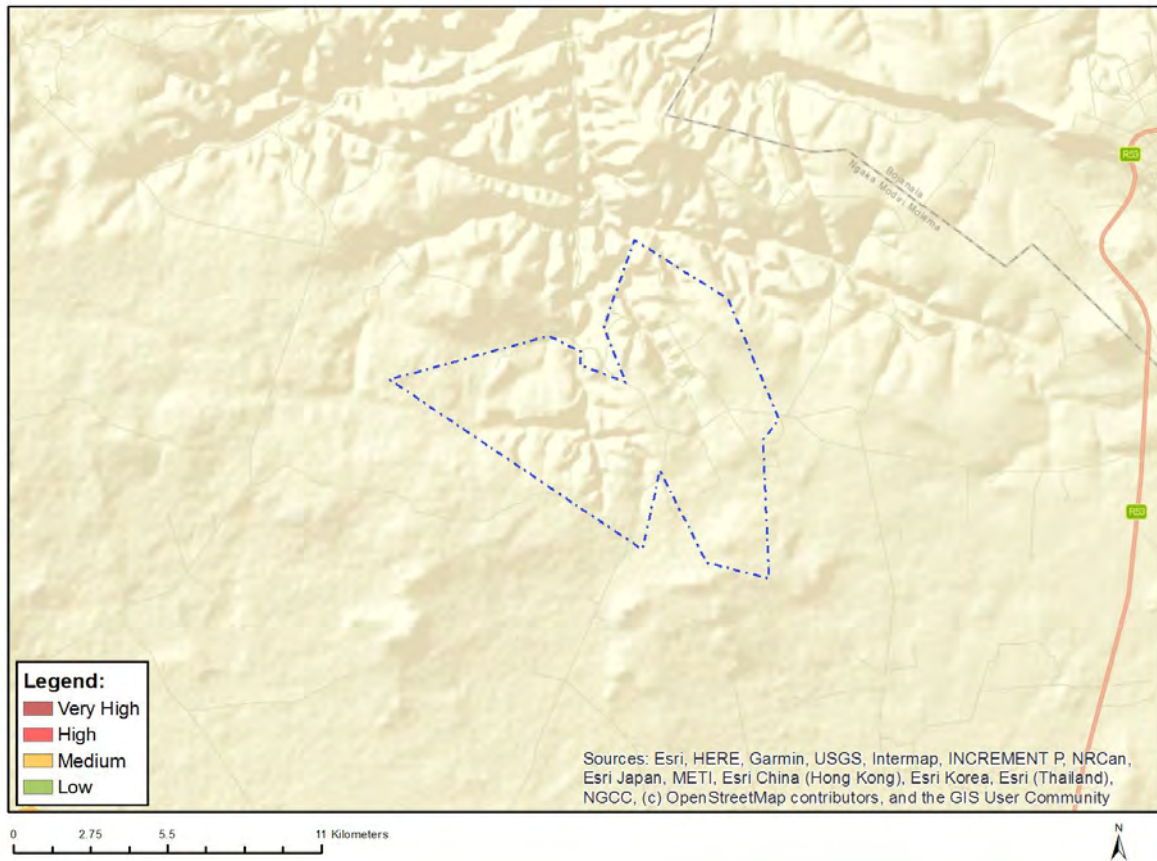 R53
Bojanala
Ngaka Modiri Molema
R53
Legend:
Very High
High
Medium
Low
Sources: Esri, HERE, Garmin, USGS, Intermap, INCREMENT P, NRCan,
Esri Japan, METI, Esri China (Hong Kong), Esri Korea, Esri (Thailand),
NGCC, (c) OpenStreetMap contributors, and the GIS User Community
0 2.75 5.5 11 Kilometers
N